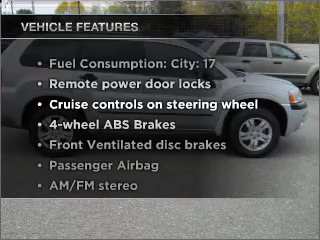 VEHICLE FEATURES
• Fuel Consumption: City: 17
• Remote power door locks
• Cruise controls on steering wheel
• 4-wheel ABS Brakes
• Front Ventilated disc brakes
• Passenger Airbag
• AM/FM stereo